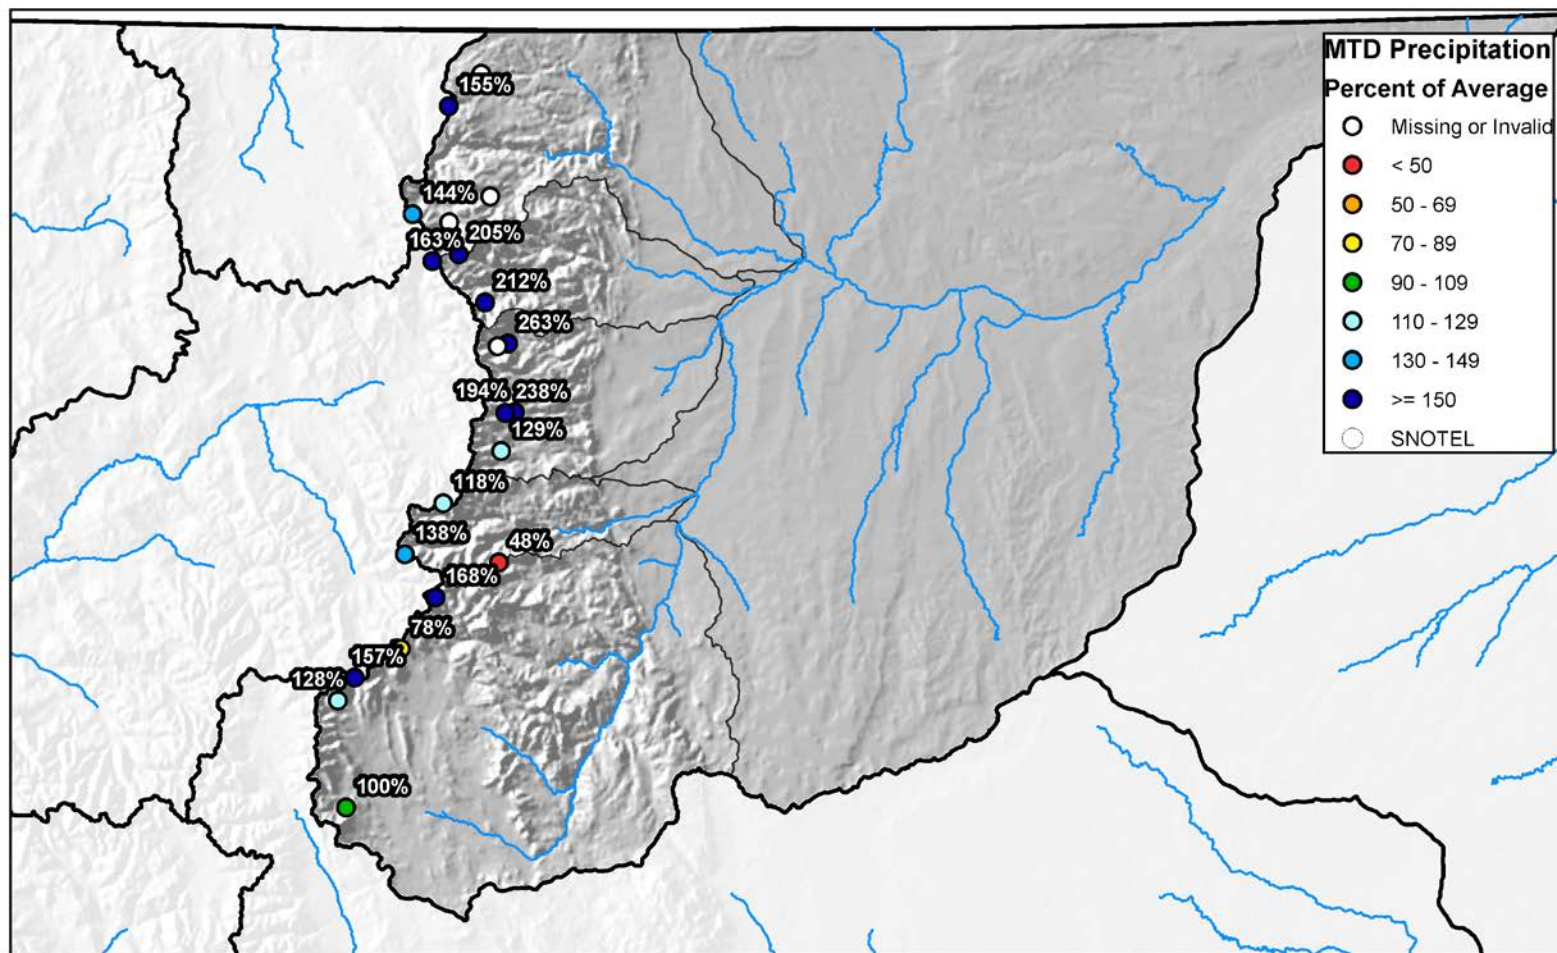 MTD Precipitation
Percent of Average
Missing or Invalid
< 50
50 - 69
70 - 89
90 - 109
110 - 129
130 - 149
>= 150
SNOTEL
155%
144%
205%
163%
212%
263%
194% 238%
129%
118%
138%
48%
168%
78%
157%
128%
100%